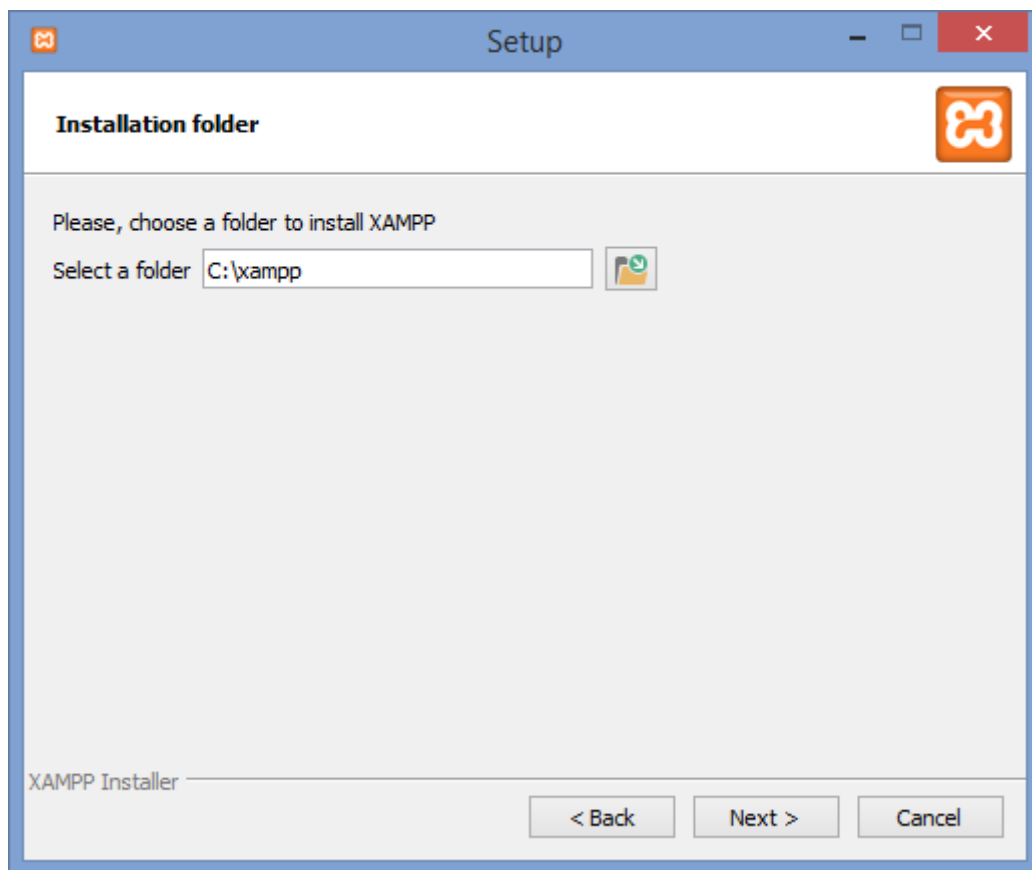 Setup
Installation folder
Please, choose a folder to install XAMPP
Select a folder C:\xampp
XAMPP Installer
< Back Next > Cancel